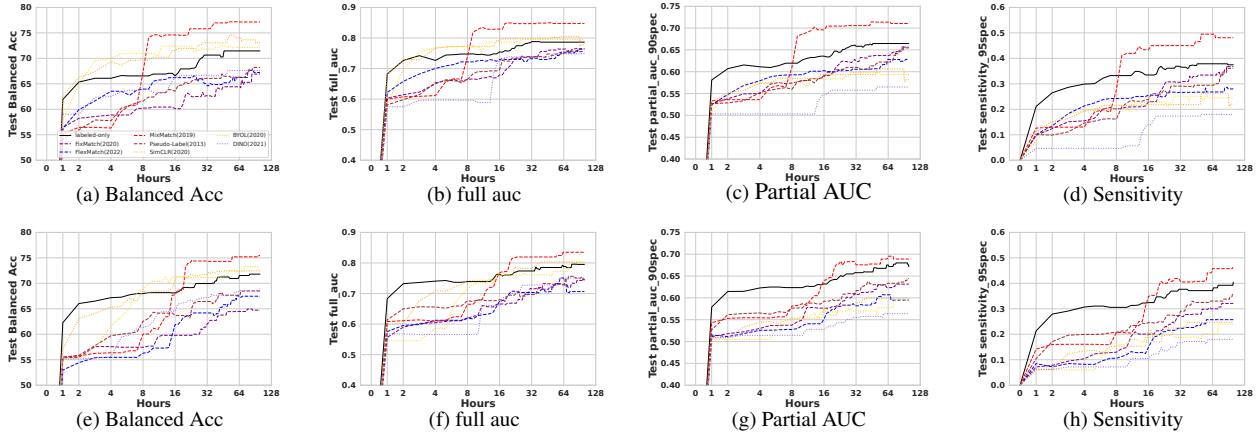 80
75
70
65
60
55
50
Test Balanced Acc
0 1 2 4 8 16 32 64 128
Hours
labeled-only
FixMatch(2020)
FlexMatch(2022)
MixMatch(2019)
Pseudo-Label(2013)
SimCLR(2020)
BYOL(2020)
DINO(2021)
(a) Balanced Acc
0.9
0.8
0.7
0.6
0.5
0.4
Test full_auc
0 1 2 4 8 16 32 64 128
Hours
(b) full auc
0.75
0.70
0.65
0.60
0.55
0.50
0.45
0.40
Test partial_auc_90spec
0 1 2 4 8 16 32 64 128
Hours
(c) Partial AUC
0.6
0.5
0.4
0.3
0.2
0.1
0.0
Test sensitivity_95spec
0 1 2 4 8 16 32 64 128
Hours
(d) Sensitivity
80
75
70
65
60
55
50
Test Balanced Acc
0 1 2 4 8 16 32 64 128
Hours
(e) Balanced Acc
0.9
0.8
0.7
0.6
0.5
0.4
Test full_auc
0 1 2 4 8 16 32 64 128
Hours
(f) full auc
0.75
0.70
0.65
0.60
0.55
0.50
0.45
0.40
Test partial_auc_90spec
0 1 2 4 8 16 32 64 128
Hours
(g) Partial AUC
0.6
0.5
0.4
0.3
0.2
0.1
0.0
Test sensitivity_95spec
0 1 2 4 8 16 32 64 128
Hours
(h) Sensitivity